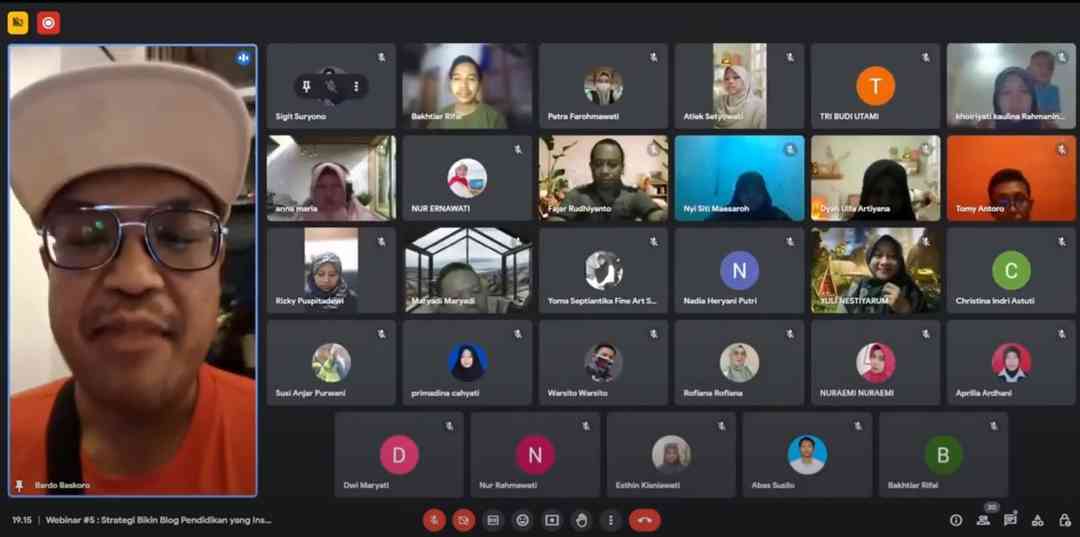 Sigit Suryono
Bakhtiar Rifai
Petra Farohmawati
Atiek Setyowati
T
TRI BUDI UTAMI
khoiriyati kaulina Rahmanin...
anna maria
NUR ERNAWATI
Fajar Rudhiyanto
Nyi Siti Maesaroh
Dyah Ulfa Artiyana
Tomy Antoro
Rizky Puspitadewi
Maryadi Maryadi
Yoma Septiantika Fine Art S...
N
Nadia Heryani Putri
YULI NESTIYARUM
C
Christina Indri Astuti
Susi Anjar Purwani
primadina cahyati
Warsito Warsito
Rofiana Rofiana
NURAEMI NURAEMI
Aprilia Ardhani
D
Dwi Maryati
N
Nur Rahmawati
Esthin Kisniawati
Abas Susilo
B
Bakhtiar Rifai
Bardo Baskoro
19.15 | Webinar #5 : Strategi Bikin Blog Pendidikan yang Ins...
30